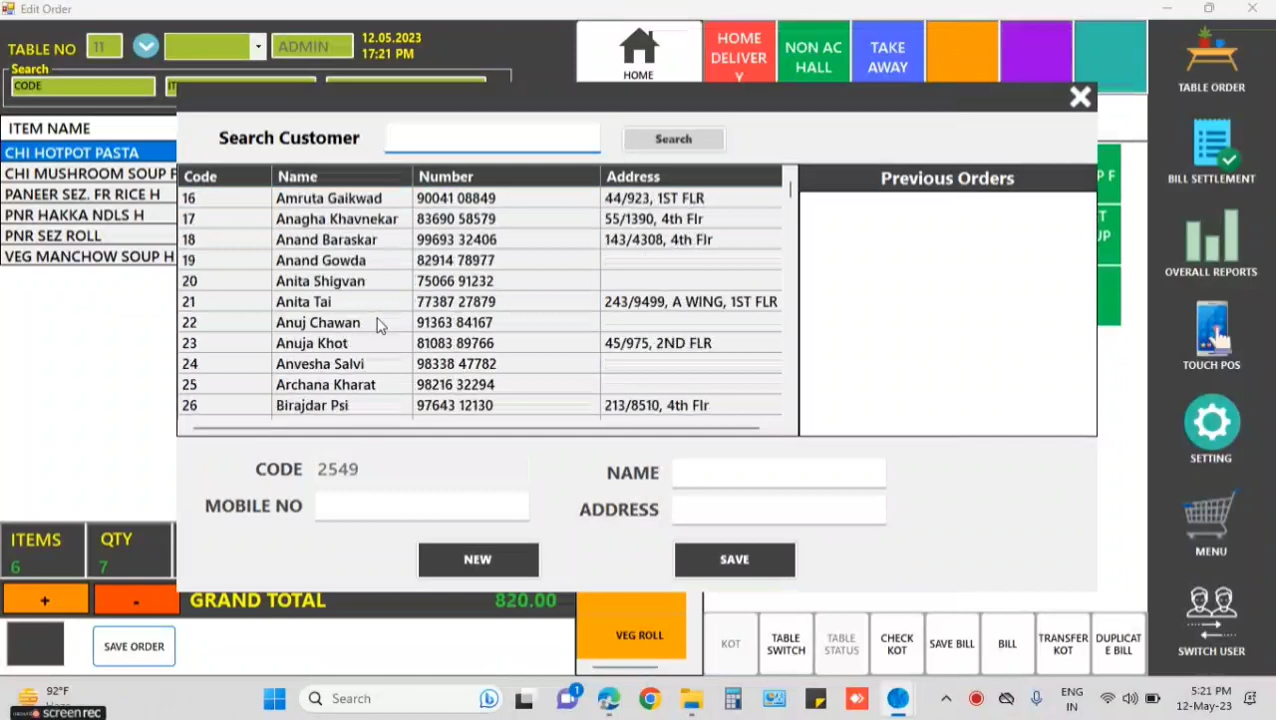 Edit Order
TABLE NO 11 ADMIN 12.05.2023
17:21 PM
Search
CODE
HOME
HOME
DELIVER
Y
NON AC
HALL
TAKE
AWAY
TABLE ORDER
BILL SETTLEMENT
OVERALL REPORTS
TOUCH POS
SETTING
MENU
SWITCH USER
ITEM NAME
CHI HOTPOT PASTA
CHI MUSHROOM SOUP F
PANEER SEZ. FR RICE H
PNR HAKKA NDLS H
PNR SEZ ROLL
VEG MANCHOW SOUP H
Search Customer Search
Code Name Number Address
16 Amruta Gaikwad 90041 08849 44/923, 1ST FLR
17 Anagha Khavnekar 83690 58579 55/1390, 4th Flr
18 Anand Baraskar 99693 32406 143/4308, 4th Flr
19 Anand Gowda 82914 78977
20 Anita Shigvan 75066 91232
21 Anita Tai 77387 27879 243/9499, A WING, 1ST FLR
22 Anuj Chawan 91363 84167
23 Anuja Khot 81083 89766 45/975, 2ND FLR
24 Anvesha Salvi 98338 47782
25 Archana Kharat 98216 32294
26 Birajdar Psi 97643 12130 213/8510, 4th Flr
Previous Orders
P F
T
UP
CODE 2549 NAME
MOBILE NO ADDRESS
NEW SAVE
ITEMS QTY
6 7
+ -
GRAND TOTAL 820.00
SAVE ORDER
VEG ROLL
KOT
TABLE
SWITCH
TABLE
STATUS
CHECK
KOT
SAVE BILL
BILL
TRANSFER
KOT
DUPLICAT
E BILL
92°F
screen rec
Search
1
ENG
IN
5:21 PM
12-May-23